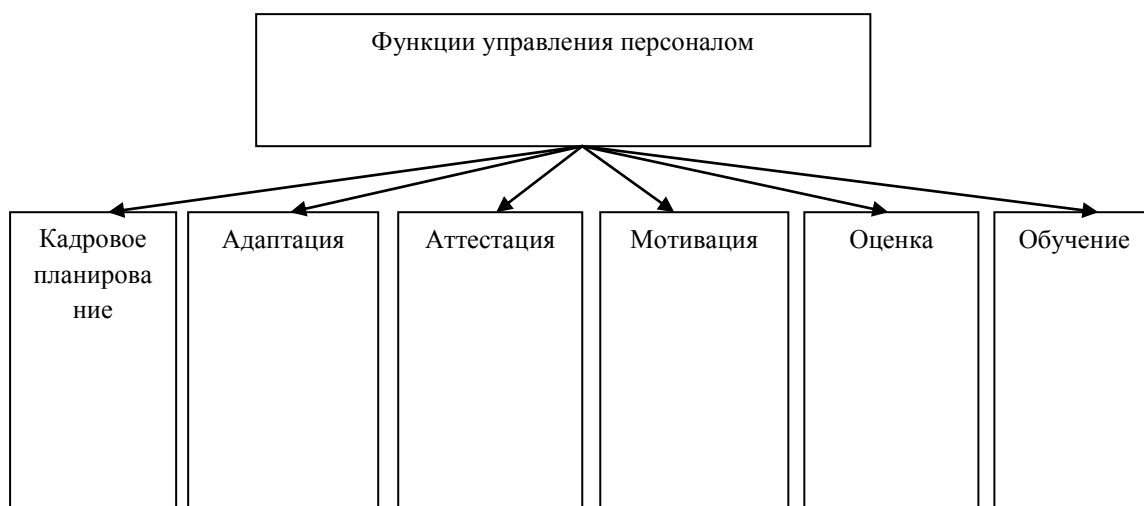 Функции управления персоналом
Кадровое
планирова
ние
Адаптация
Аттестация
Мотивация
Оценка
Обучение